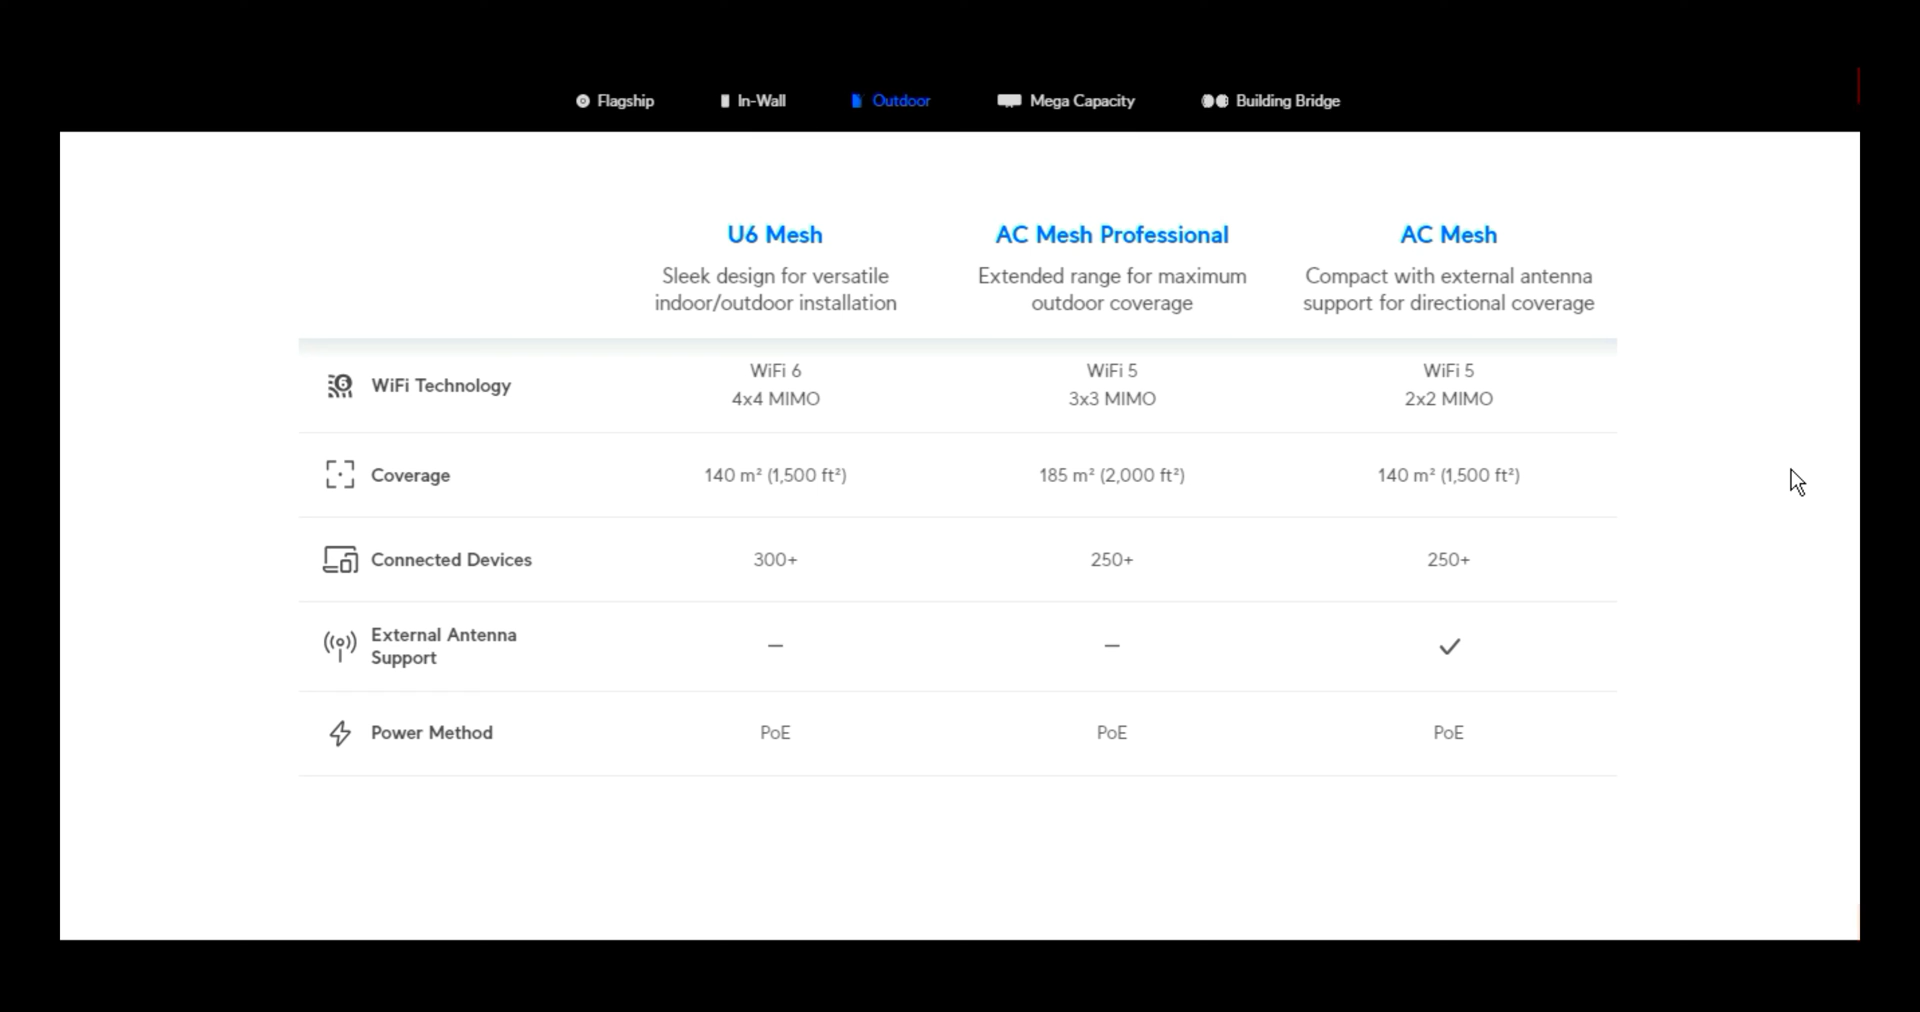 Flagship In-Wall Outdoor Mega Capacity Building Bridge
U6 Mesh AC Mesh Professional AC Mesh
Sleek design for versatile Extended range for maximum Compact with external antenna
indoor/outdoor installation outdoor coverage support for directional coverage
WiFi 6 WiFi 5 WiFi 5
WiFi Technology
4x4 MIMO 3x3 MIMO 2x2 MIMO
Coverage 140 m² (1,500 ft²) 185 m² (2,000 ft²) 140 m² (1,500 ft²)
Connected Devices 300+ 250+ 250+
External Antenna
Support – – ✓
Power Method PoE PoE PoE